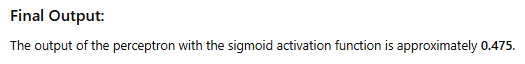 Final Output:
The output of the perceptron with the sigmoid activation function is approximately 0.475.